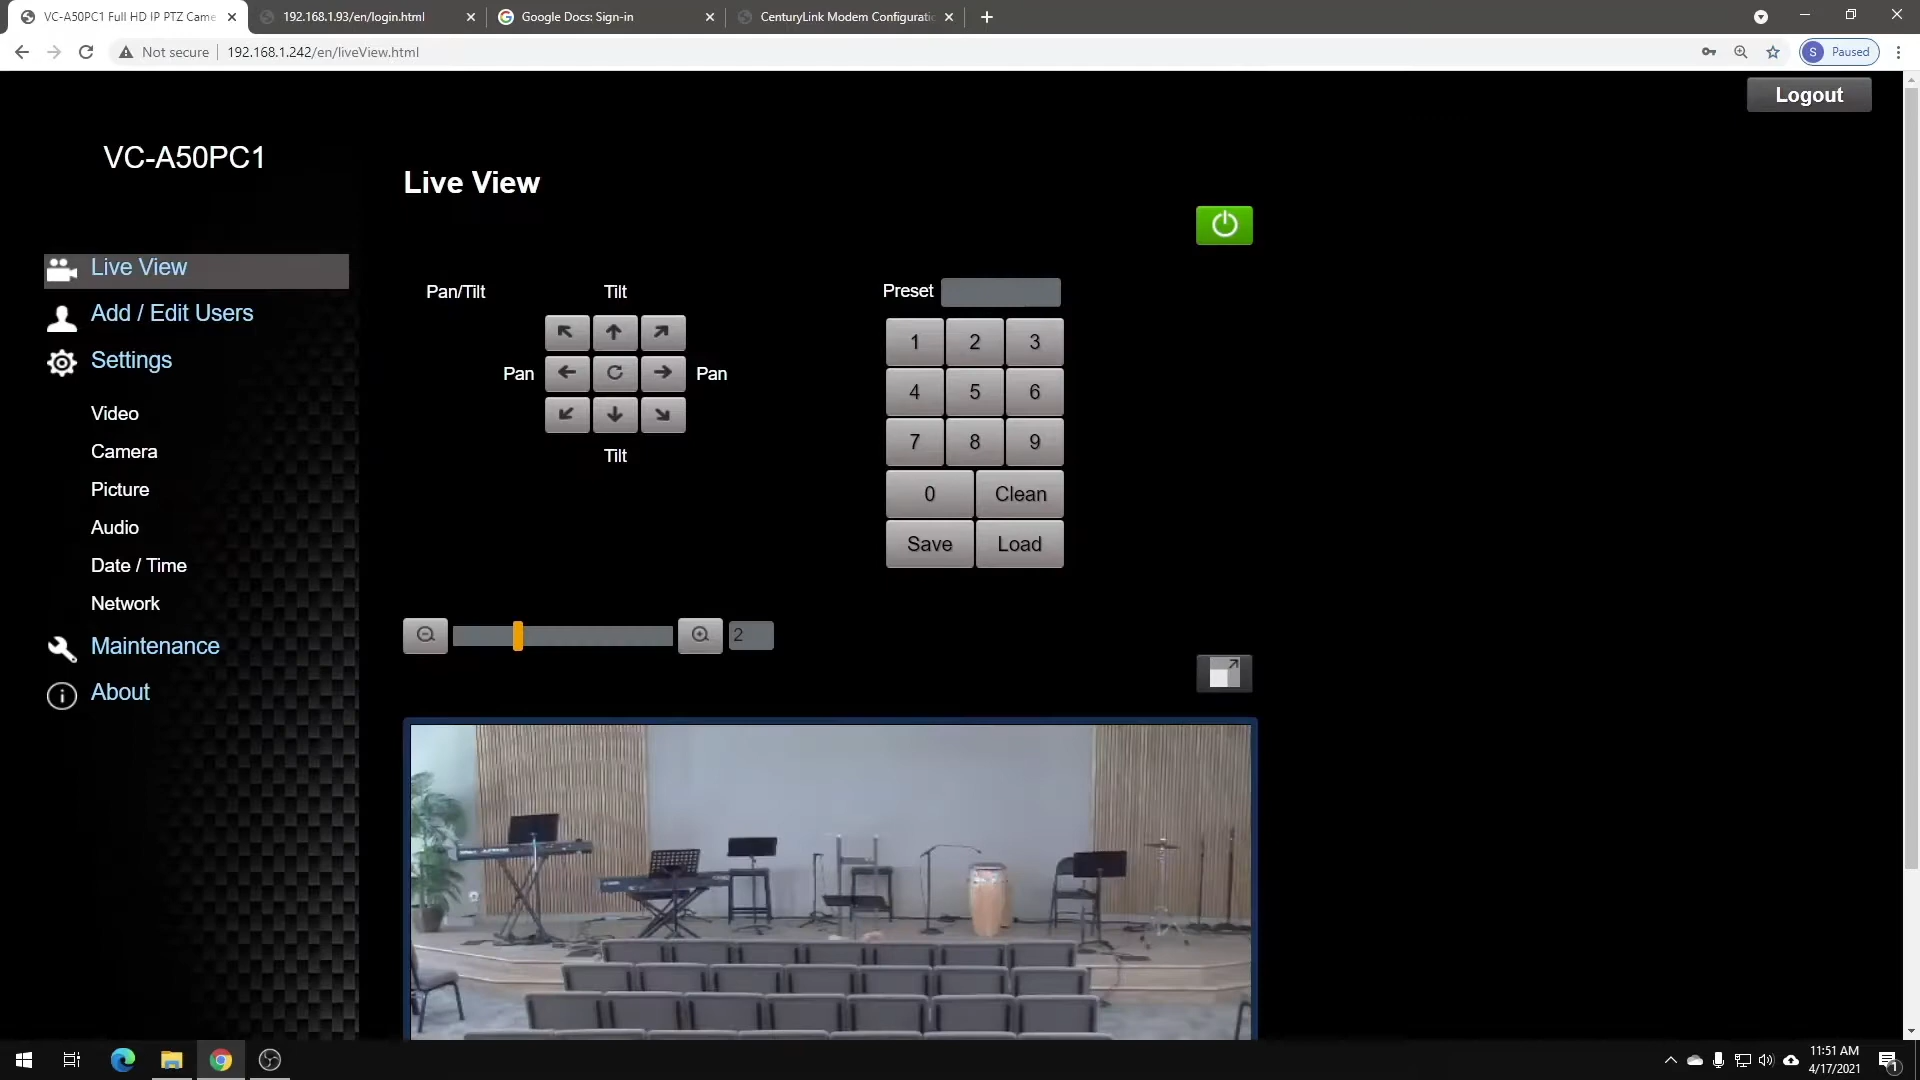 VC-A50PC1 Full HD IP PTZ Came
192.168.1.93/en/login.html
Google Docs: Sign-in
CenturyLink Modem Configurati
Not secure
192.168.1.242/en/liveView.html
S
Paused
Logout
VC-A50PC1
Live View
Live View
Add / Edit Users
Settings
Video
Camera
Picture
Audio
Date / Time
Network
Maintenance
About
Pan/Tilt
Tilt
Pan
Pan
Tilt
Preset
1 2 3
4 5 6
7 8 9
0 Clean
Save Load
2
11:51 AM
4/17/2021
1